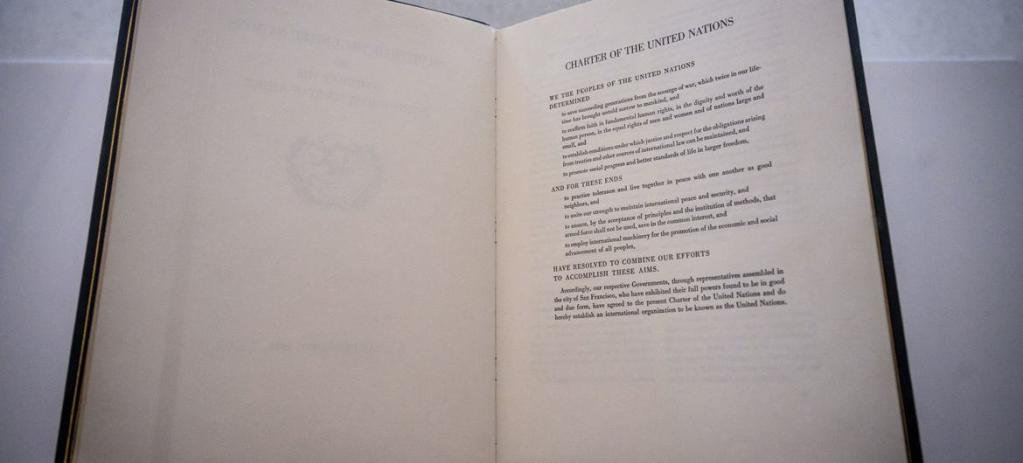 CHARTER OF THE UNITED NATIONS
WE THE PEOPLES OF THE UNITED NATIONS
DETERMINED
to save succeeding generations from the scourge of war, which twice in our life-
time has brought untold sorrow to mankind, and
to reaffirm faith in fundamental human rights, in the dignity and worth of the
human person, in the equal rights of men and women and of nations large and
small, and
to establish conditions under which justice and respect for the obligations arising
from treaties and other sources of international law can be maintained, and
to promote social progress and better standards of life in larger freedom,
AND FOR THESE ENDS
to practice tolerance and live together in peace with one another as good
neighbors, and
to unite our strength to maintain international peace and security, and
to ensure, by the acceptance of principles and the institution of methods, that
armed force shall not be used, save in the common interest, and
to employ international machinery for the promotion of the economic and social
advancement of all peoples,
HAVE RESOLVED TO COMBINE OUR EFFORTS
TO ACCOMPLISH THESE AIMS.
Accordingly, our respective Governments, through representatives assembled in
the city of San Francisco, who have exhibited their full powers found to be in good
and due form, have agreed to the present Charter of the United Nations and do
hereby establish an international organization to be known as the United Nations.